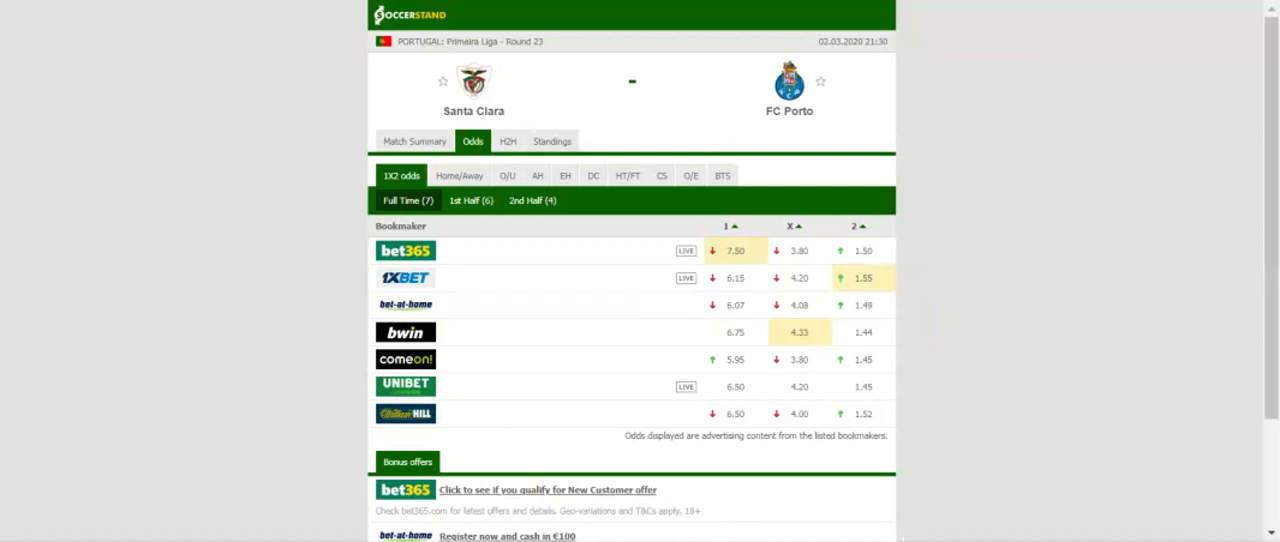 SOCCERSTAND
PORTUGAL: Primeira Liga - Round 23 02.03.2020 21:30
-
Santa Clara FC Porto
Match Summary Odds H2H Standings
1X2 odds Home/Away O/U AH EH DC HT/FT CS O/E BTS
Full Time (7) 1st Half (6) 2nd Half (4)
Bookmaker 1 X 2
bet365 LIVE 7.50 3.80 1.50
1XBET LIVE 6.15 4.20 1.55
bet-at-home 6.07 4.08 1.49
bwin 6.75 4.33 1.44
comeon! 5.95 3.80 1.45
UNIBET LIVE 6.50 4.20 1.45
William HILL 6.50 4.00 1.52
Odds displayed are advertising content from the listed bookmakers.
Bonus offers
bet365 Click to see if you qualify for New Customer offer
Check bet365.com for latest offers and details. Geo-variations and T&Cs apply. 18+
bet-at-home Register now and cash in €100